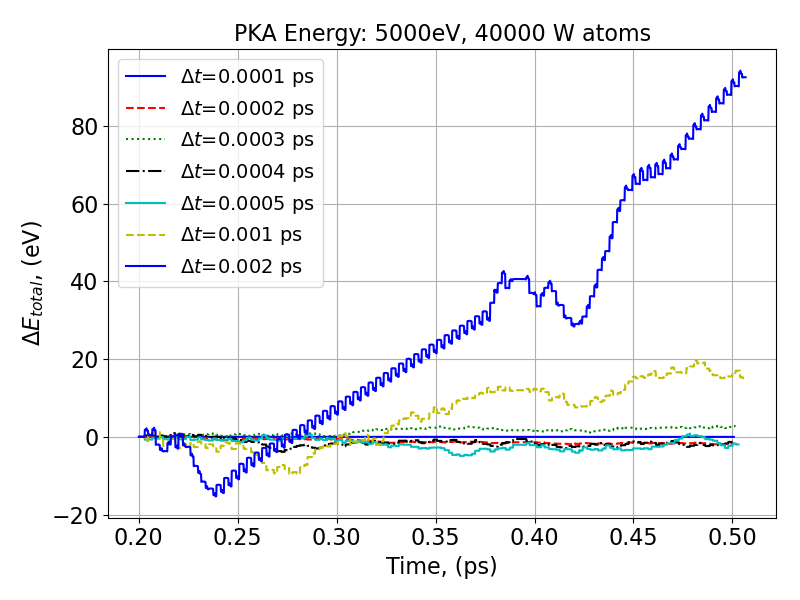 PKA Energy: 5000eV, 40000 W atoms
Δt=0.0001 ps
Δt=0.0002 ps
Δt=0.0003 ps
Δt=0.0004 ps
Δt=0.0005 ps
Δt=0.001 ps
Δt=0.002 ps
ΔE_total, (eV)
80
60
40
20
0
−20
0.20 0.25 0.30 0.35 0.40 0.45 0.50
Time, (ps)